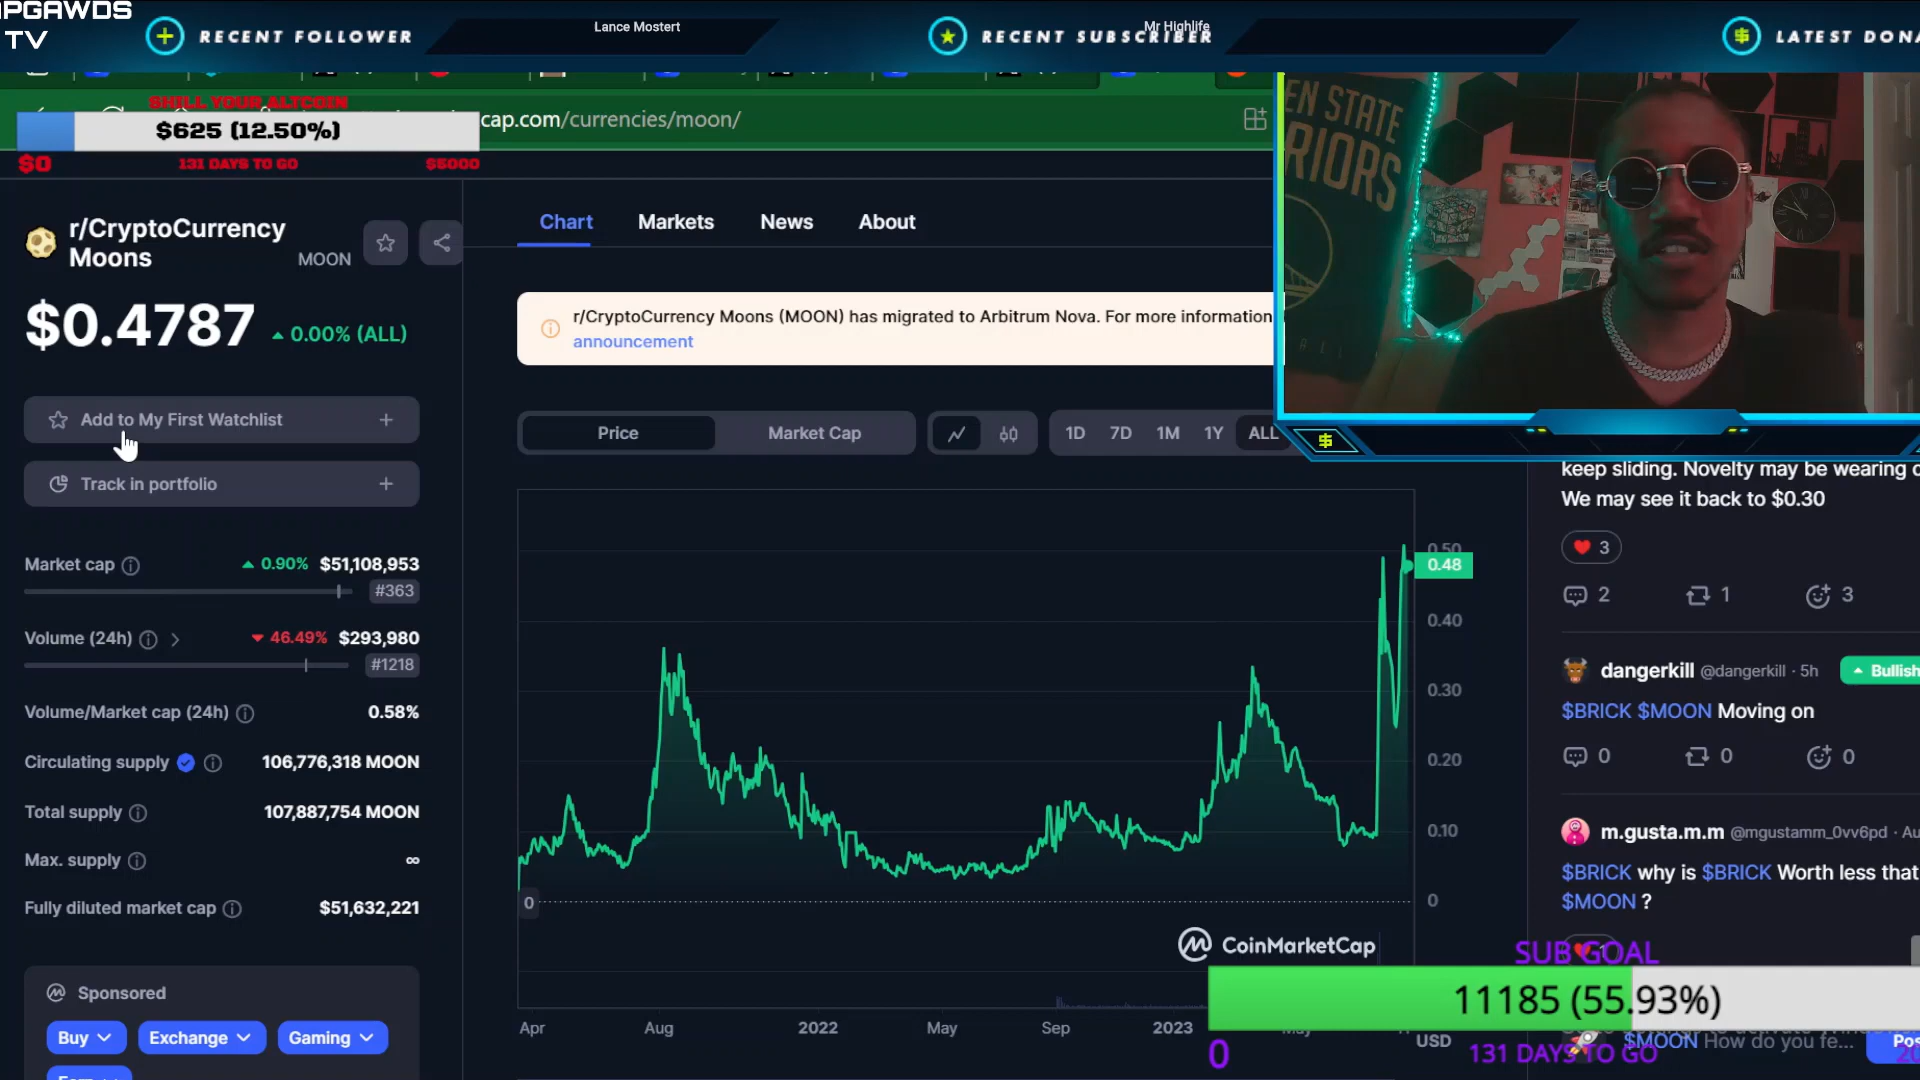 PGAWDS
TV
RECENT FOLLOWER
Lance Mostert
RECENT SUBSCRIBER
Mr Highlife
LATEST DONA
SHILL YOUR ALTCOIN
$625 (12.50%)
$0
131 DAYS TO GO
$5000
cap.com/currencies/moon/
r/CryptoCurrency
Moons
MOON
$0.4787
0.00% (ALL)
Add to My First Watchlist
Track in portfolio
Market cap
0.90%
$51,108,953
#363
Volume (24h)
46.49%
$293,980
#1218
Volume/Market cap (24h)
0.58%
Circulating supply
106,776,318 MOON
Total supply
107,887,754 MOON
Max. supply
∞
Fully diluted market cap
$51,632,221
Sponsored
Buy
Exchange
Gaming
Chart
Markets
News
About
r/CryptoCurrency Moons (MOON) has migrated to Arbitrum Nova. For more information
announcement
Price
Market Cap
1D
7D
1M
1Y
ALL
0.50
0.48
0.40
0.30
0.20
0.10
0
0
CoinMarketCap
Apr
Aug
2022
May
Sep
2023
May
USD
EN STATE
RIORS
keep sliding. Novelty may be wearing
We may see it back to $0.30
3
2
1
3
dangerkill @dangerkill · 5h
Bullish
$BRICK $MOON Moving on
0
0
0
m.gusta.m.m @mgustamm_0vv6pd · Au
$BRICK why is $BRICK Worth less that
$MOON ?
SUB GOAL
11185 (55.93%)
$MOON How do you fe...
Pos
0
131 DAYS TO GO